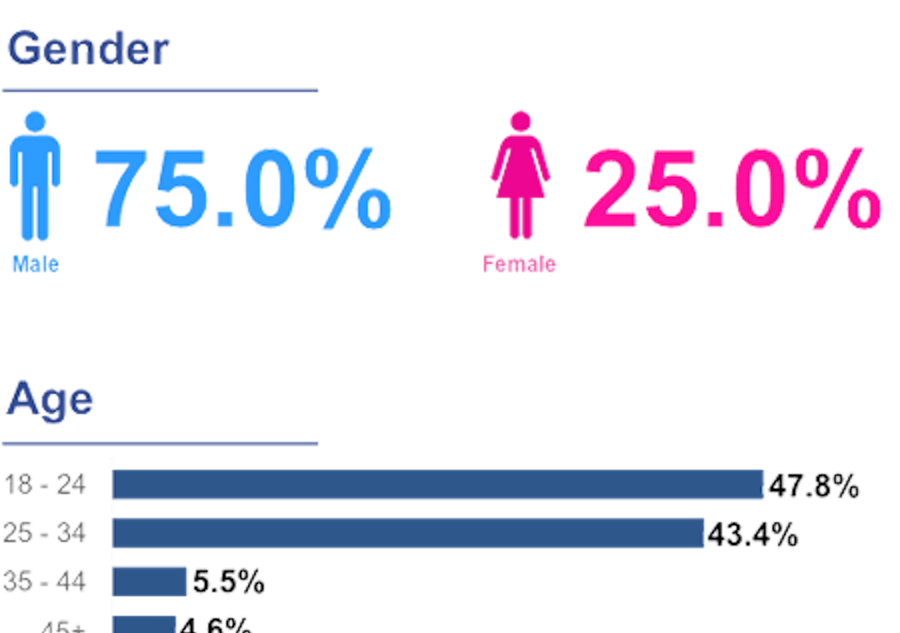 Gender
75.0% 25.0%
Male Female
Age
18 - 24 47.8%
25 - 34 43.4%
35 - 44 5.5%
45+ 4.6%